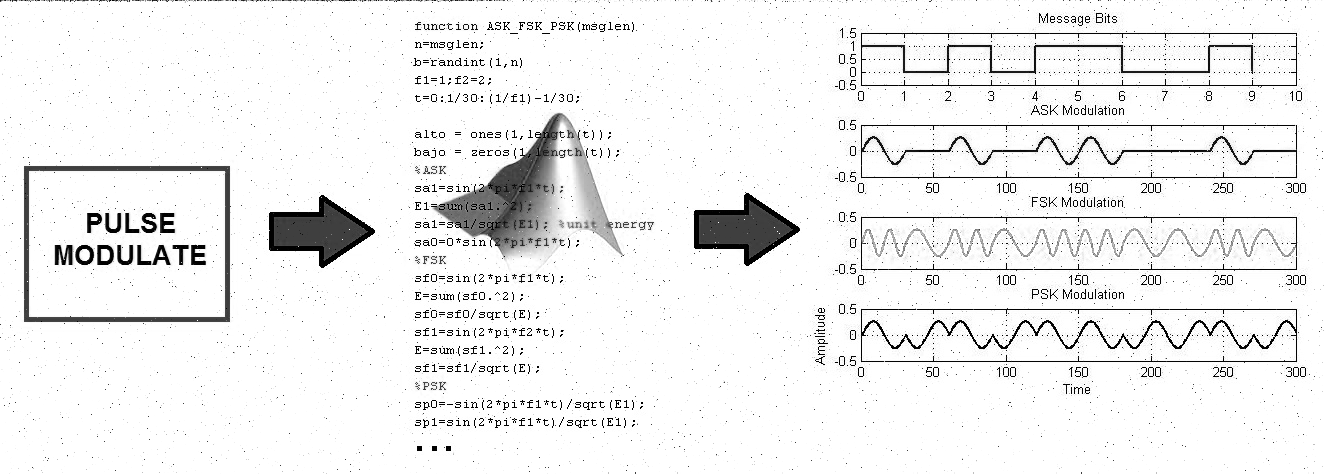 PULSE
MODULATE
function ASK_FSK_PSK(msglen)
n=msglen;
b=randint(1,n)
f1=1;f2=2;
t=0:1/30:(1/f1)-1/30;
alto = ones(1,length(t));
bajo = zeros(1,length(t));
%ASK
sa1=sin(2*pi*f1*t);
E1=sum(sa1.^2);
sa1=sa1/sqrt(E1); %unit energy
sa0=0*sin(2*pi*f1*t);
%FSK
sf0=sin(2*pi*f1*t);
E=sum(sf0.^2);
sf0=sf0/sqrt(E);
sf1=sin(2*pi*f2*t);
E=sum(sf1.^2);
sf1=sf1/sqrt(E);
%PSK
sp0=-sin(2*pi*f1*t)/sqrt(E1);
sp1=sin(2*pi*f1*t)/sqrt(E1);
...
Message Bits
1.5
1
0.5
0
-0.5
0 1 2 3 4 5 6 7 8 9 10
ASK Modulation
0.5
0
-0.5
0 50 100 150 200 250 300
FSK Modulation
0.5
0
-0.5
0 50 100 150 200 250 300
PSK Modulation
0.5
0
-0.5
Amplitude
0 50 100 150 200 250 300
Time